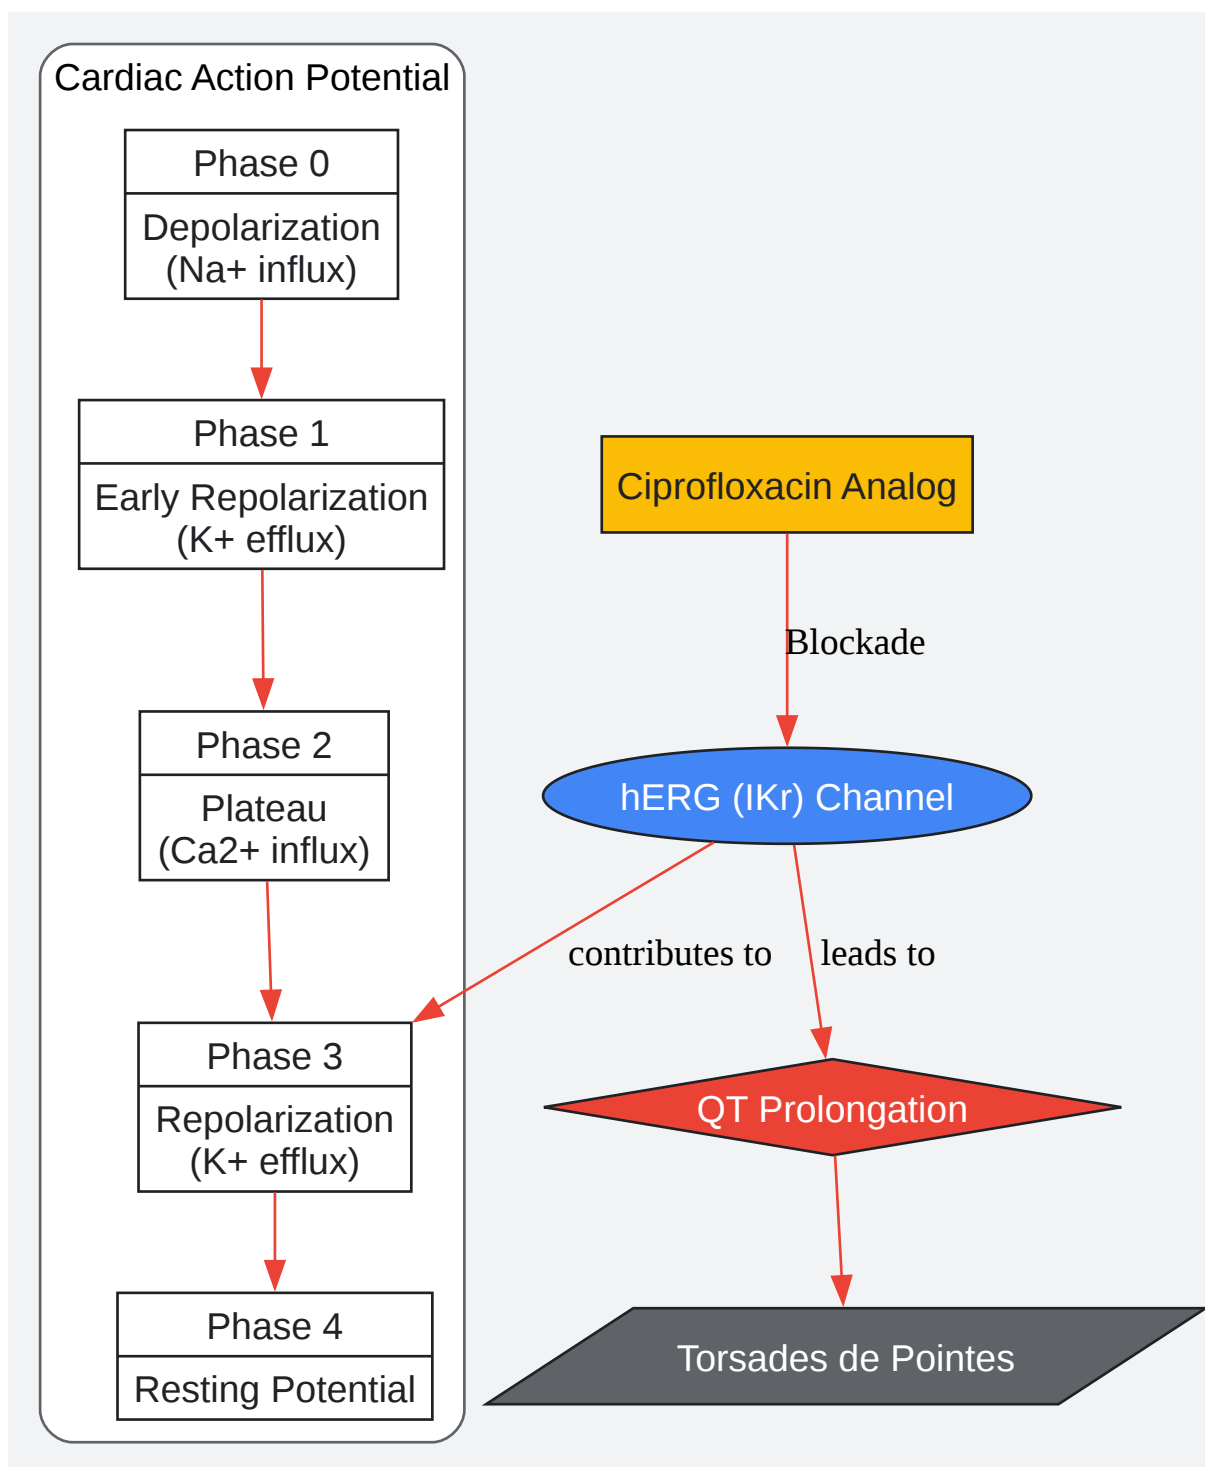 Cardiac Action Potential
Phase 0
Depolarization
(Na+ influx)
Phase 1
Early Repolarization
(K+ efflux)
Phase 2
Plateau
(Ca2+ influx)
Phase 3
Repolarization
(K+ efflux)
Phase 4
Resting Potential
Ciprofloxacin Analog
Blockade
hERG (IKr) Channel
contributes to
leads to
QT Prolongation
Torsades de Pointes